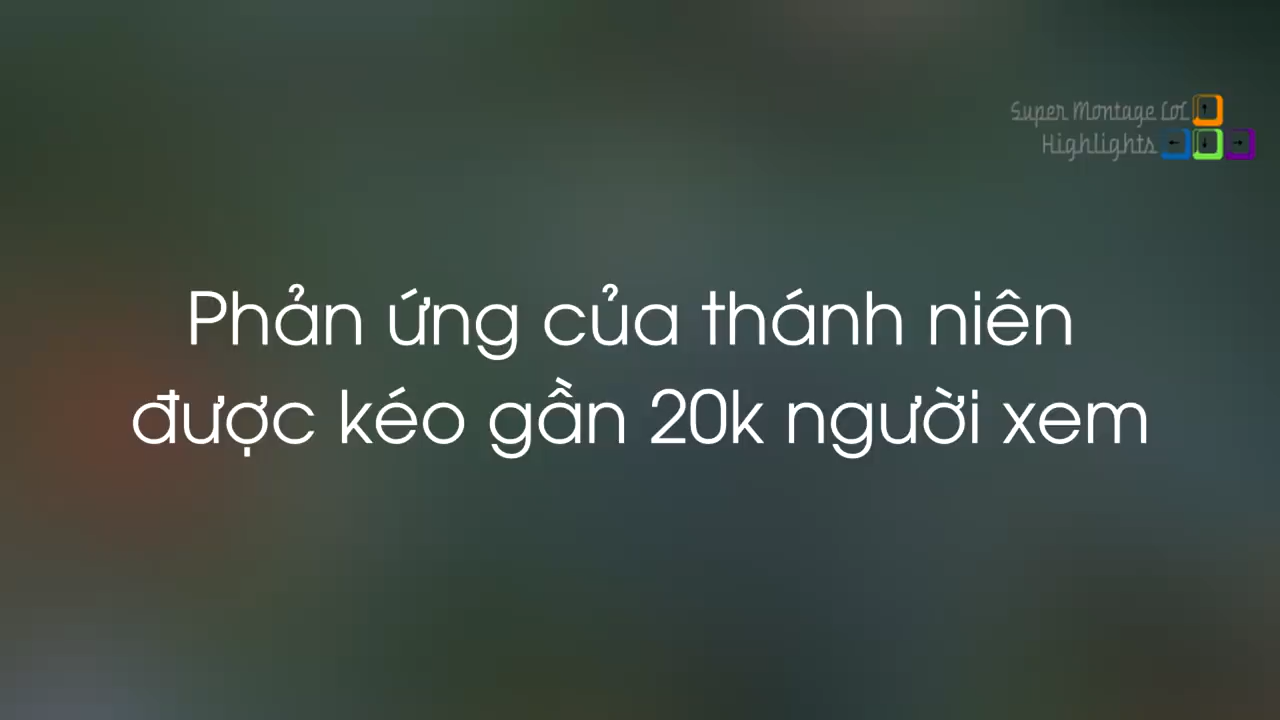 Super Montage LoL
Highlights
Phản ứng của thánh niên
được kéo gần 20k người xem